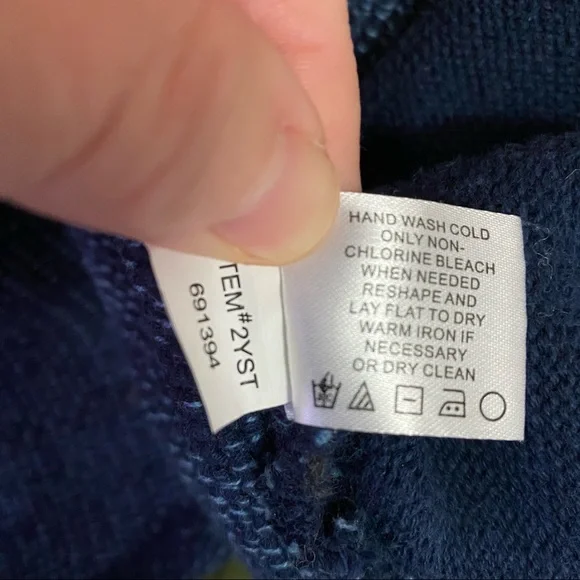 HAND WASH COLD
ONLY NON-
CHLORINE BLEACH
WHEN NEEDED
RESHAPE AND
LAY FLAT TO DRY
WARM IRON IF
NECESSARY
OR DRY CLEAN
TEM#2YST
691394